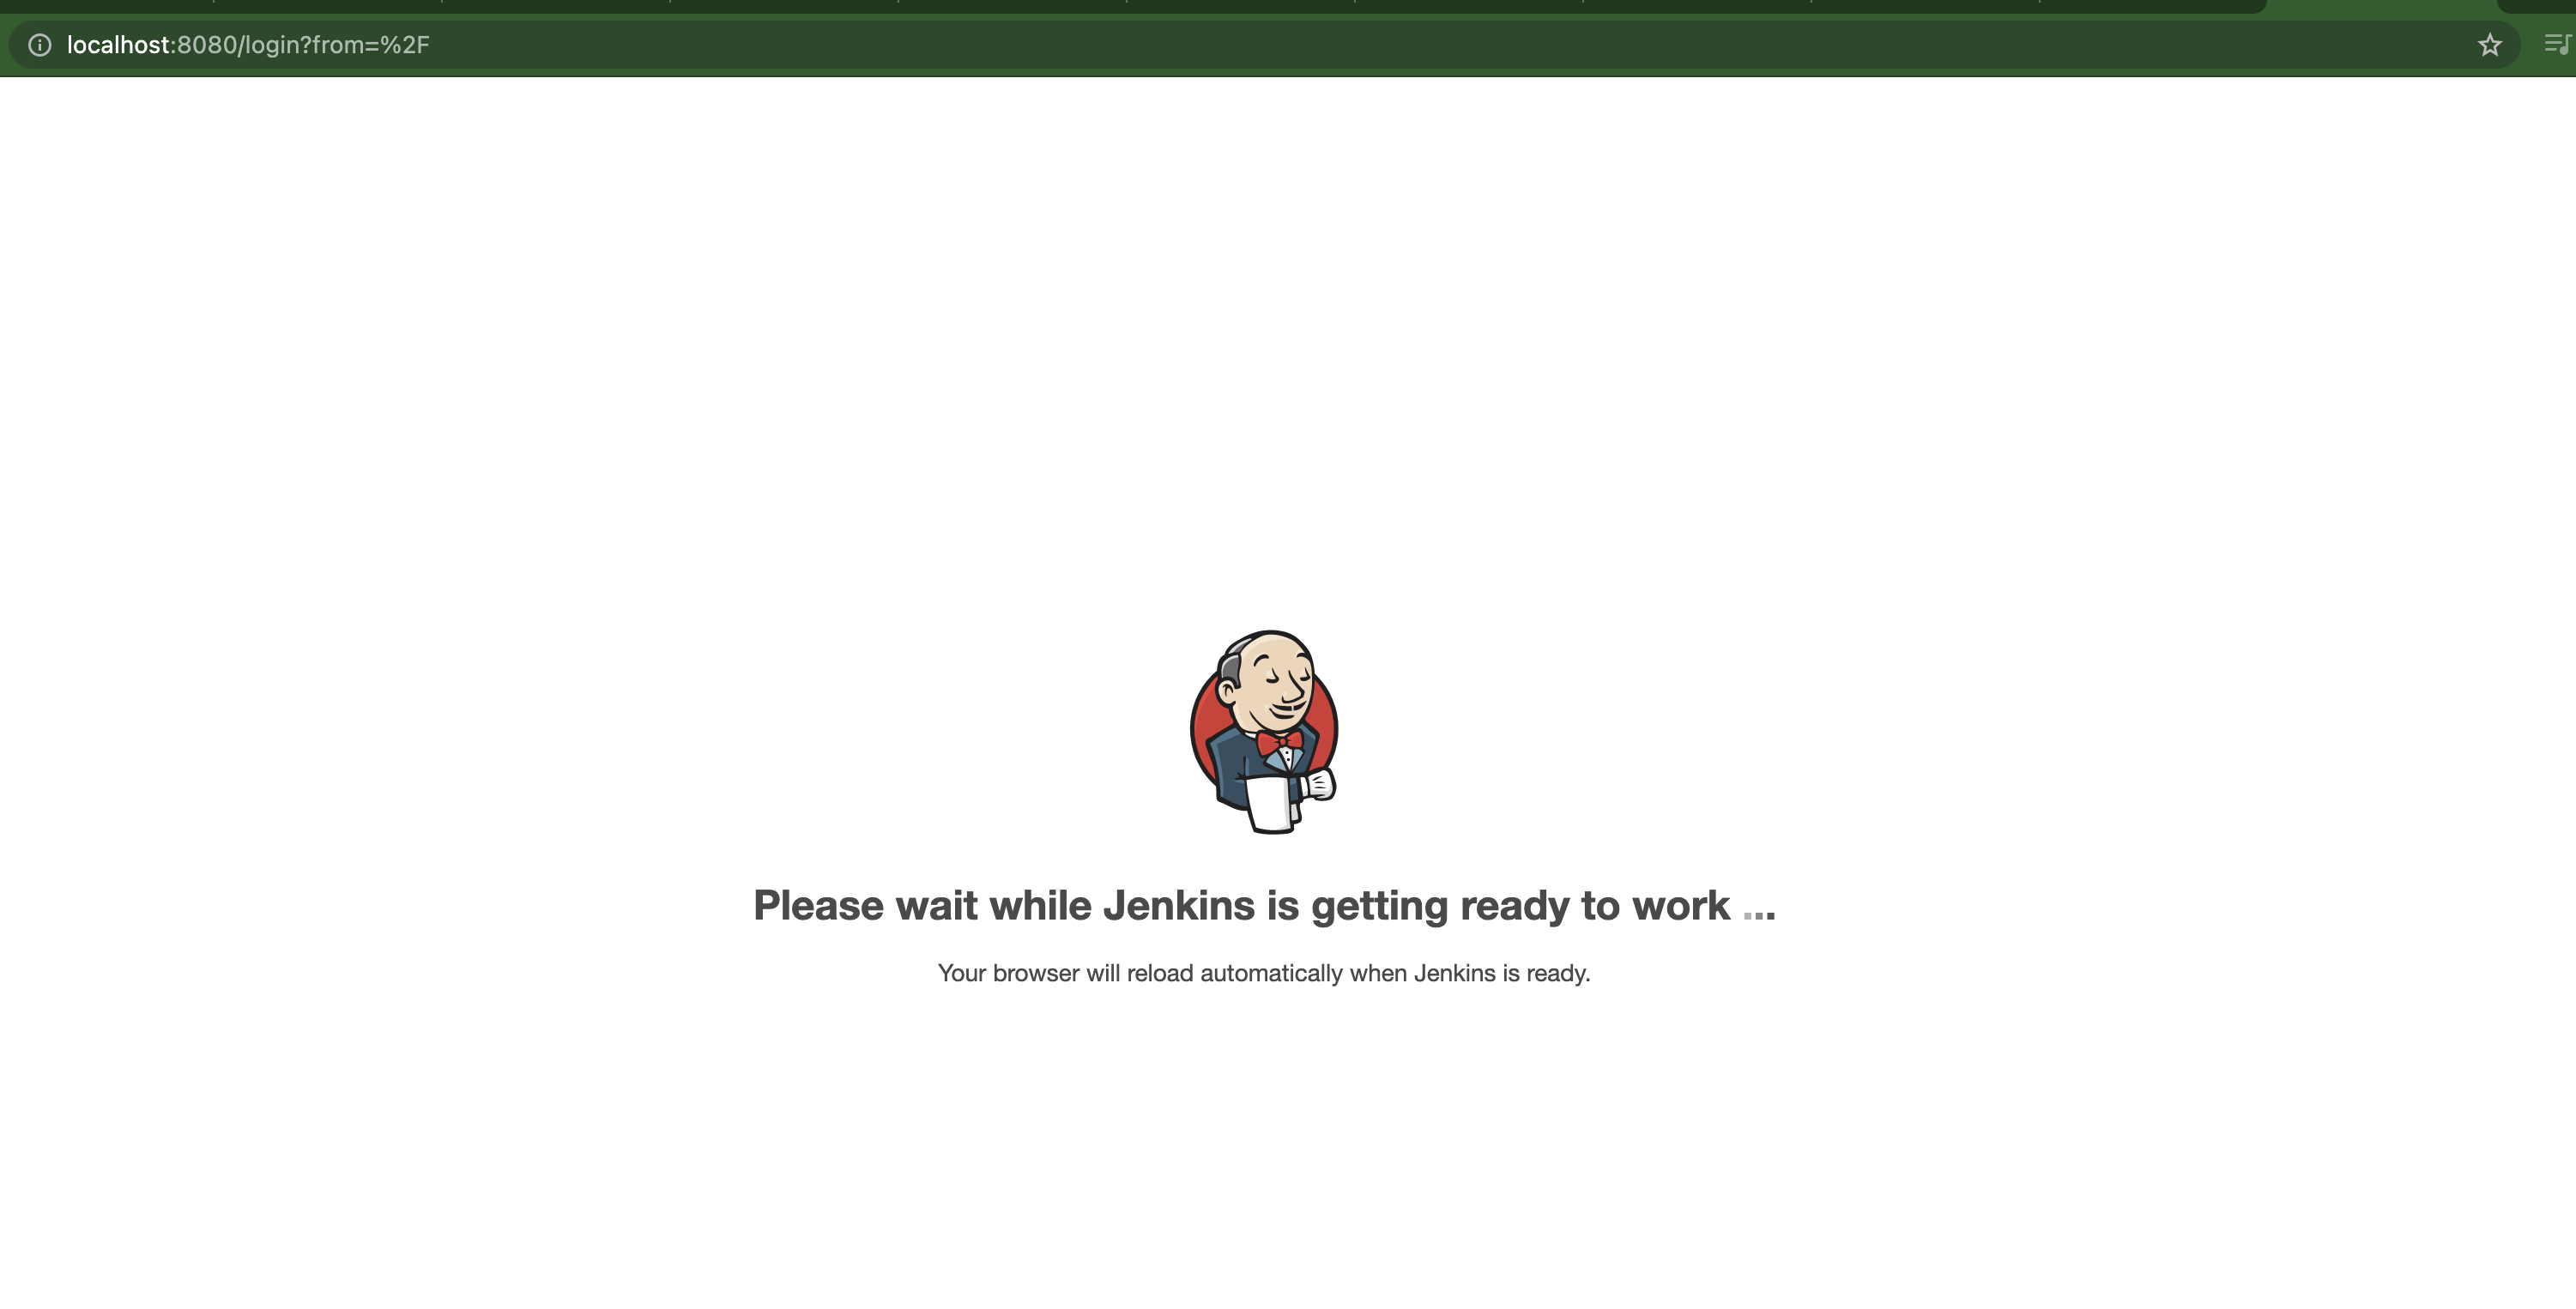 localhost:8080/login?from=%2F
Please wait while Jenkins is getting ready to work ...
Your browser will reload automatically when Jenkins is ready.